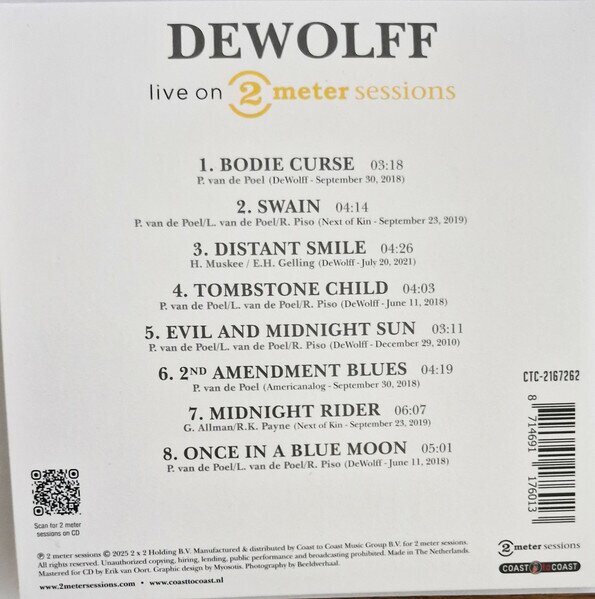 DEWOLFF
live on 2 meter sessions
1. BODIE CURSE 03:18
P. van de Poel (DeWolff - September 30, 2018)
2. SWAIN 04:14
P. van de Poel/L. van de Poel/R. Piso (Next of Kin - September 23, 2019)
3. DISTANT SMILE 04:26
H. Muskee / E.H. Gelling (DeWolff - July 20, 2021)
4. TOMBSTONE CHILD 04:03
P. van de Poel/L. van de Poel/R. Piso (DeWolff - June 11, 2018)
5. EVIL AND MIDNIGHT SUN 03:11
P. van de Poel/L. van de Poel/R. Piso (DeWolff - December 29, 2010)
6. 2ND AMENDMENT BLUES 04:19
P. van de Poel (Americanalog - September 30, 2018)
7. MIDNIGHT RIDER 06:07
G. Allman/R.K. Payne (Next of Kin - September 23, 2019)
8. ONCE IN A BLUE MOON 05:01
P. van de Poel/L. van de Poel/R. Piso (DeWolff - June 11, 2018)
CTC-2167262
8 714691 176013
Scan for 2 meter
sessions on CD
℗ 2 meter sessions © 2025 2 x 2 Holding B.V. Manufactured & distributed by Coast to Coast Music Group B.V. for 2 meter sessions.
All rights reserved. Unauthorized copying, hiring, lending, public performance and broadcasting prohibited. Made in The Netherlands.
Mastered for CD by Erik van Oort. Graphic design by Myosotis. Photography by Beeldverhaal.
www.2metersessions.com • www.coasttocoast.nl
2 meter sessions
COAST TO COAST